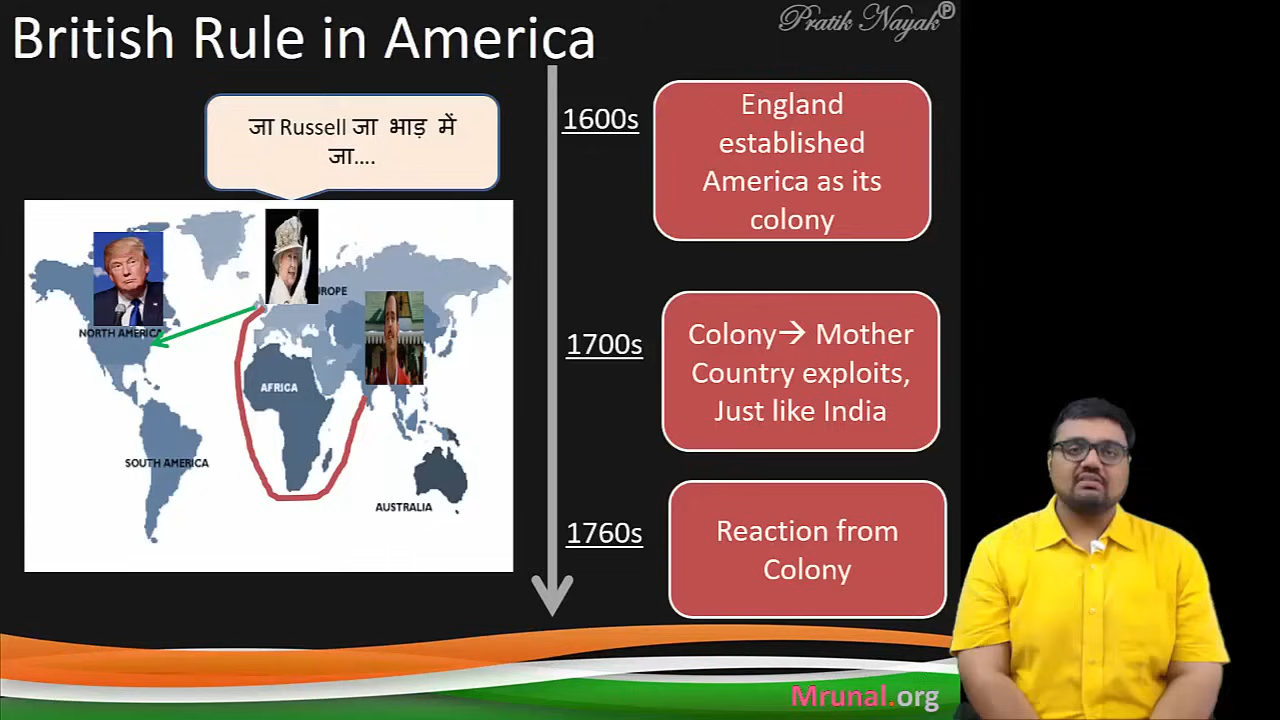 British Rule in America
Pratik Nayak
P
जा Russell जा भाड़ में
जा....
EUROPE
NORTH AMERICA
AFRICA
SOUTH AMERICA
AUSTRALIA
1600s
England
established
America as its
colony
1700s
Colony→ Mother
Country exploits,
Just like India
1760s
Reaction from
Colony
Mrunal.org